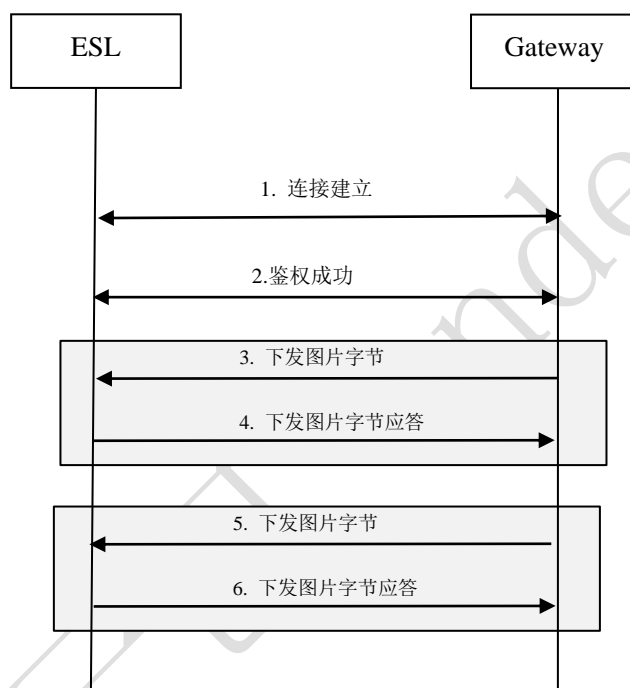 ESL
Gateway
1. 连接建立
2.鉴权成功
3. 下发图片字节
4. 下发图片字节应答
5. 下发图片字节
6. 下发图片字节应答